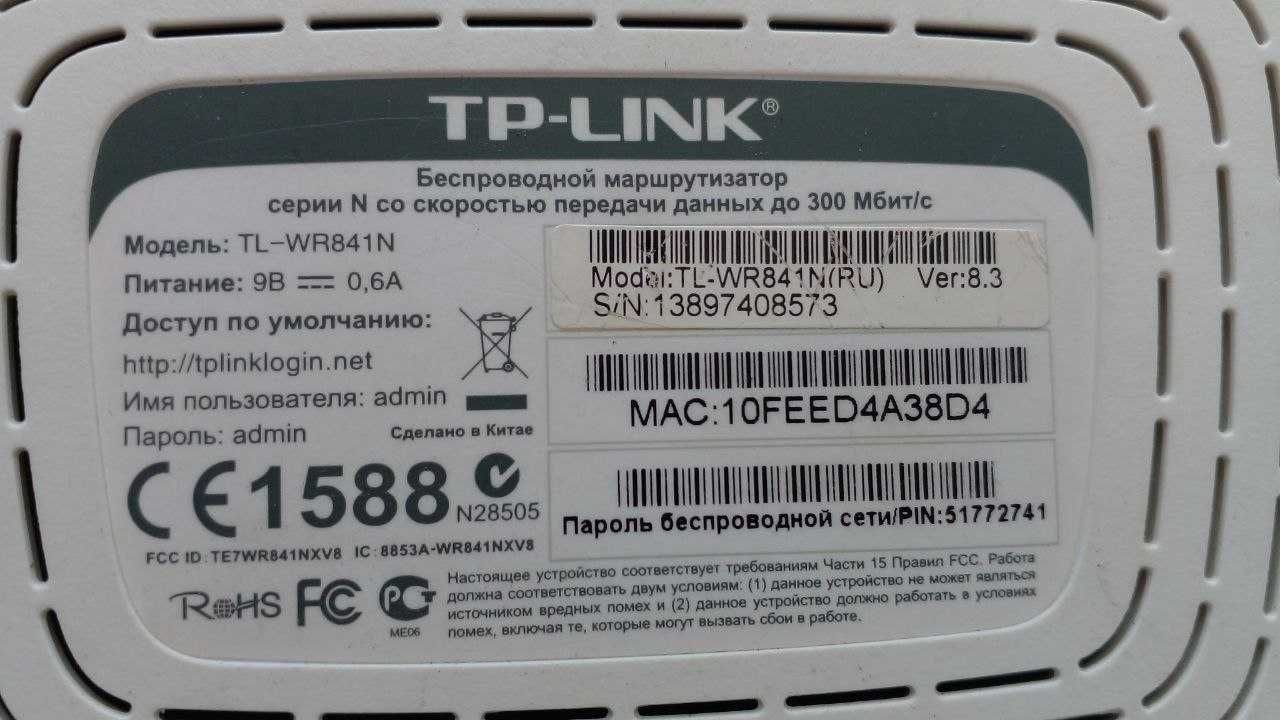 TP-LINK®
Беспроводной маршрутизатор
серии N со скоростью передачи данных до 300 Мбит/с
Модель: TL-WR841N
Питание: 9В 0,6А
Доступ по умолчанию:
http://tplinklogin.net
Имя пользователя: admin
Пароль: admin
Сделано в Китае
CE1588
N28505
FCC ID: TE7WR841NXV8 IC: 8853A-WR841NXV8
Model:TL-WR841N(RU) Ver:8.3
S/N:13897408573
MAC:10FEED4A38D4
Пароль беспроводной сети/PIN:51772741
RoHS FC PCT
ME06
Настоящее устройство соответствует требованиям Части 15 Правил FCC. Работа
должна соответствовать двум условиям: (1) данное устройство не может являться
источником вредных помех и (2) данное устройство должно работать в условиях
помех, включая те, которые могут вызвать сбои в работе.